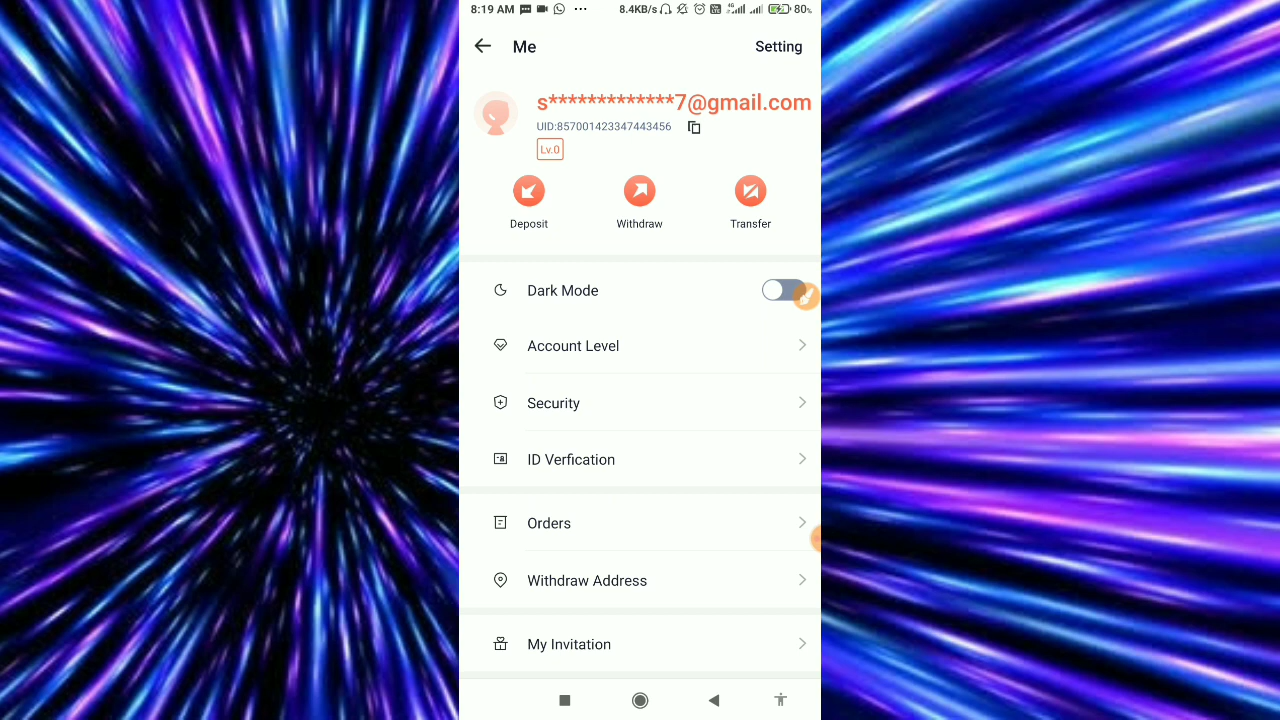 8:19 AM ... 8.4KB/s 4G 80%
Me Setting
s*************7@gmail.com
UID:857001423347443456
Lv.0
Deposit Withdraw Transfer
Dark Mode
Account Level
Security
ID Verfication
Orders
Withdraw Address
My Invitation